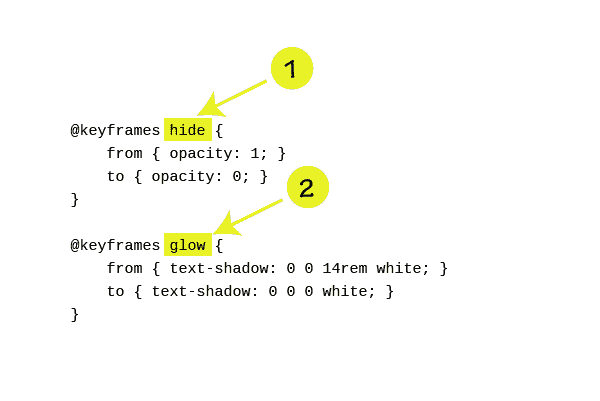 1
@keyframes hide {
    from { opacity: 1; }
    to { opacity: 0; }
}
2
@keyframes glow {
    from { text-shadow: 0 0 14rem white; }
    to { text-shadow: 0 0 0 white; }
}